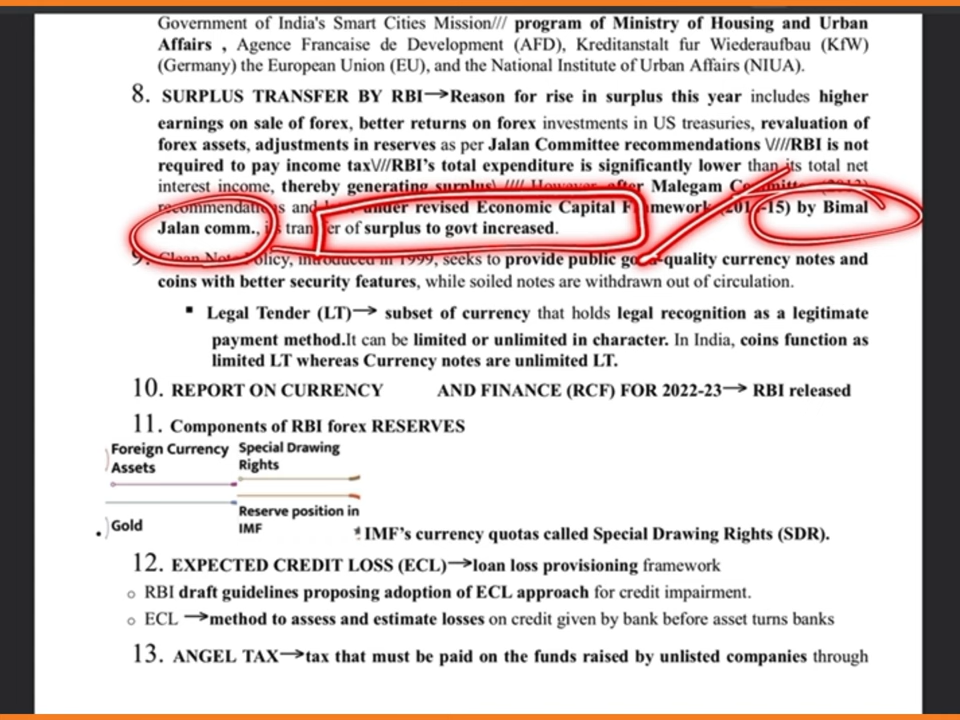 Government of India's Smart Cities Mission/// program of Ministry of Housing and Urban
Affairs , Agence Francaise de Development (AFD), Kreditanstalt fur Wiederaufbau (KfW)
(Germany) the European Union (EU), and the National Institute of Urban Affairs (NIUA).
8. SURPLUS TRANSFER BY RBI→Reason for rise in surplus this year includes higher
earnings on sale of forex, better returns on forex investments in US treasuries, revaluation of
forex assets, adjustments in reserves as per Jalan Committee recommendations \///RBI is not
required to pay income tax\///RBI's total expenditure is significantly lower than its total net
interest income, thereby generating surplus\ //// However, after Malegam
recommendations and under revised Economic Capital by Bimal
Jalan comm., of surplus to govt increased.
9. Clean Note Policy, introduced in 1999, seeks to provide public good-quality currency notes and
coins with better security features, while soiled notes are withdrawn out of circulation.
▪ Legal Tender (LT)→ subset of currency that holds legal recognition as a legitimate
payment method.It can be limited or unlimited in character. In India, coins function as
limited LT whereas Currency notes are unlimited LT.
10. REPORT ON CURRENCY AND FINANCE (RCF) FOR 2022-23→ RBI released
11. Components of RBI forex RESERVES
Foreign Currency Special Drawing
Assets Rights
Reserve position in
Gold IMF
*IMF's currency quotas called Special Drawing Rights (SDR).
12. EXPECTED CREDIT LOSS (ECL)→loan loss provisioning framework
o RBI draft guidelines proposing adoption of ECL approach for credit impairment.
o ECL →method to assess and estimate losses on credit given by bank before asset turns banks
13. ANGEL TAX→tax that must be paid on the funds raised by unlisted companies through